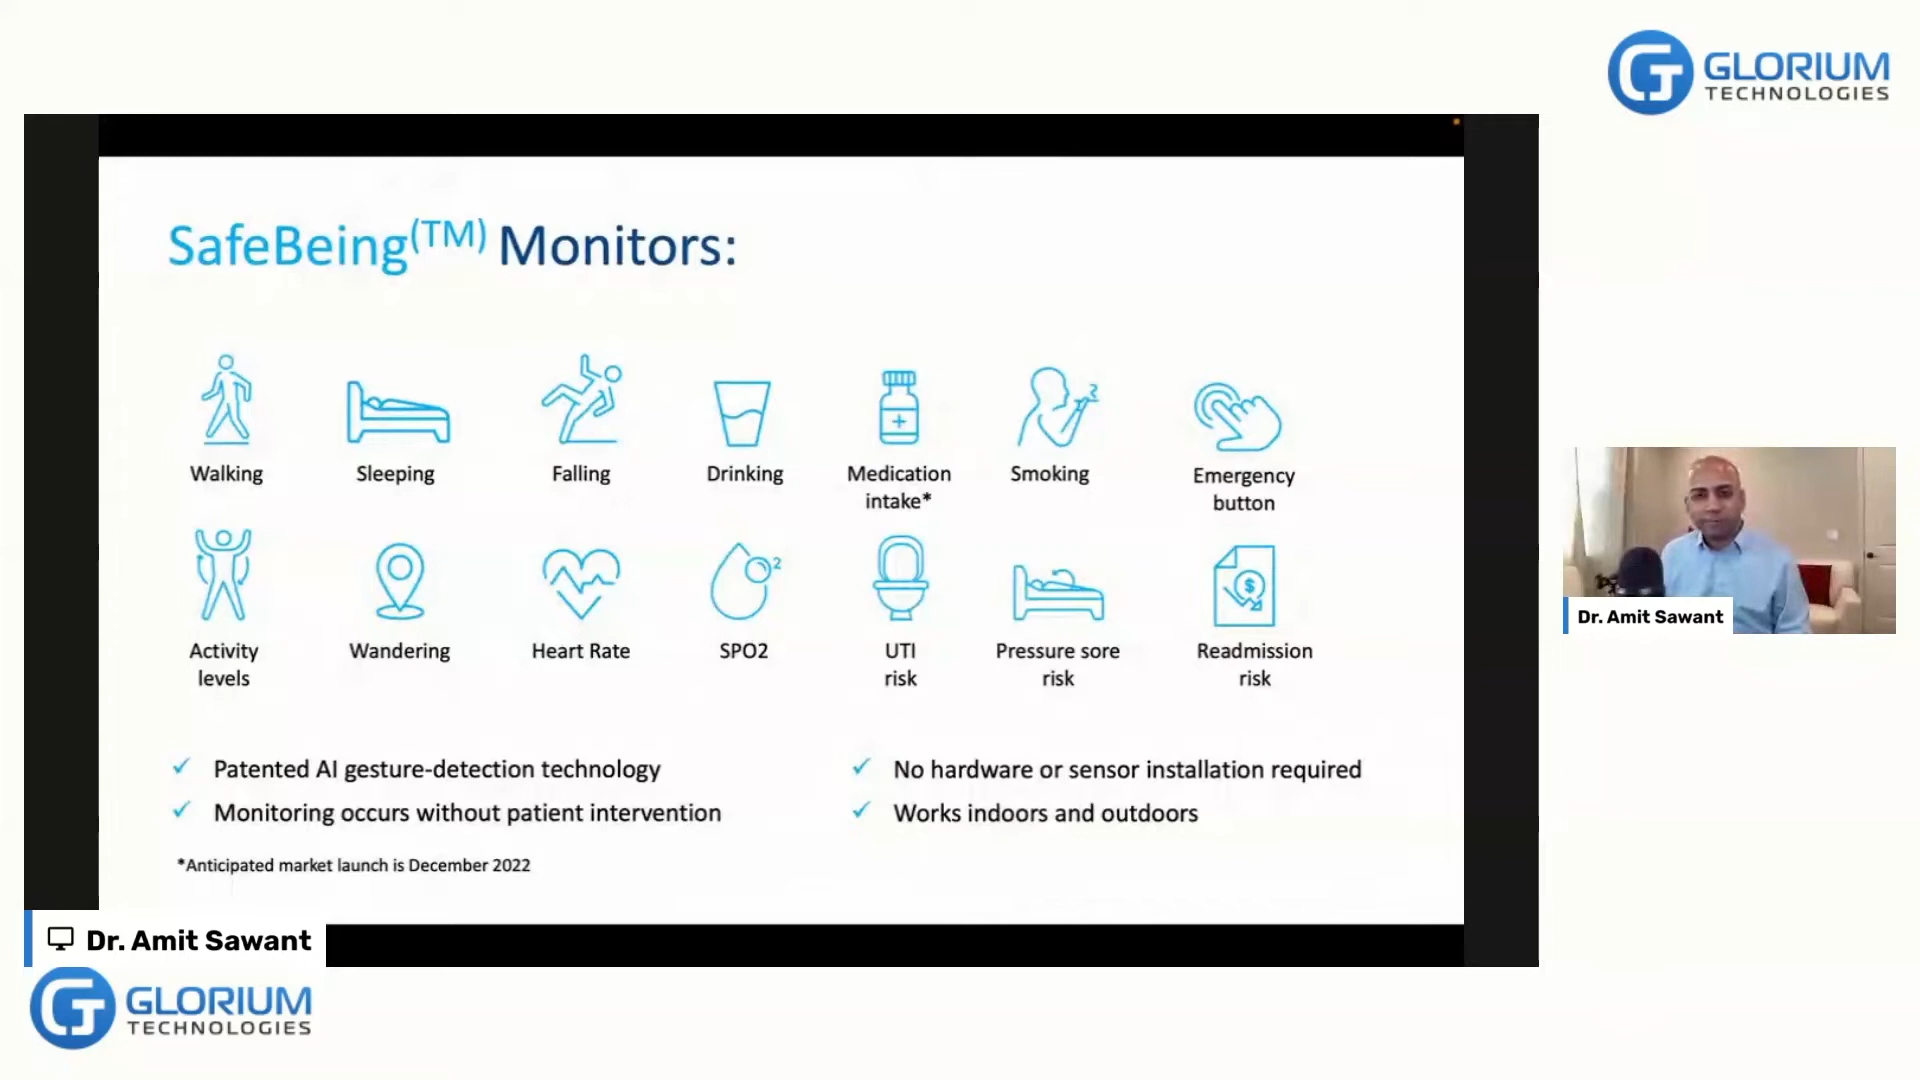 GLORIUM
TECHNOLOGIES
SafeBeing(TM) Monitors:
Walking
Sleeping
Falling
Drinking
Medication
intake*
Smoking
Emergency
button
Activity
levels
Wandering
Heart Rate
SPO2
UTI
risk
Pressure sore
risk
Readmission
risk
✓ Patented AI gesture-detection technology
✓ Monitoring occurs without patient intervention
✓ No hardware or sensor installation required
✓ Works indoors and outdoors
*Anticipated market launch is December 2022
Dr. Amit Sawant
Dr. Amit Sawant
GLORIUM
TECHNOLOGIES